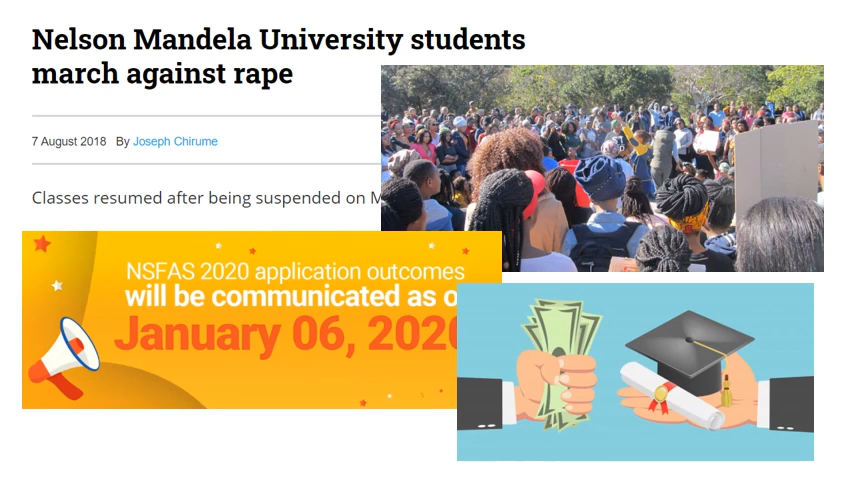 Nelson Mandela University students
march against rape
7 August 2018 By Joseph Chirume
Classes resumed after being suspended on
NSFAS 2020 application outcomes
will be communicated as
January 06, 2020